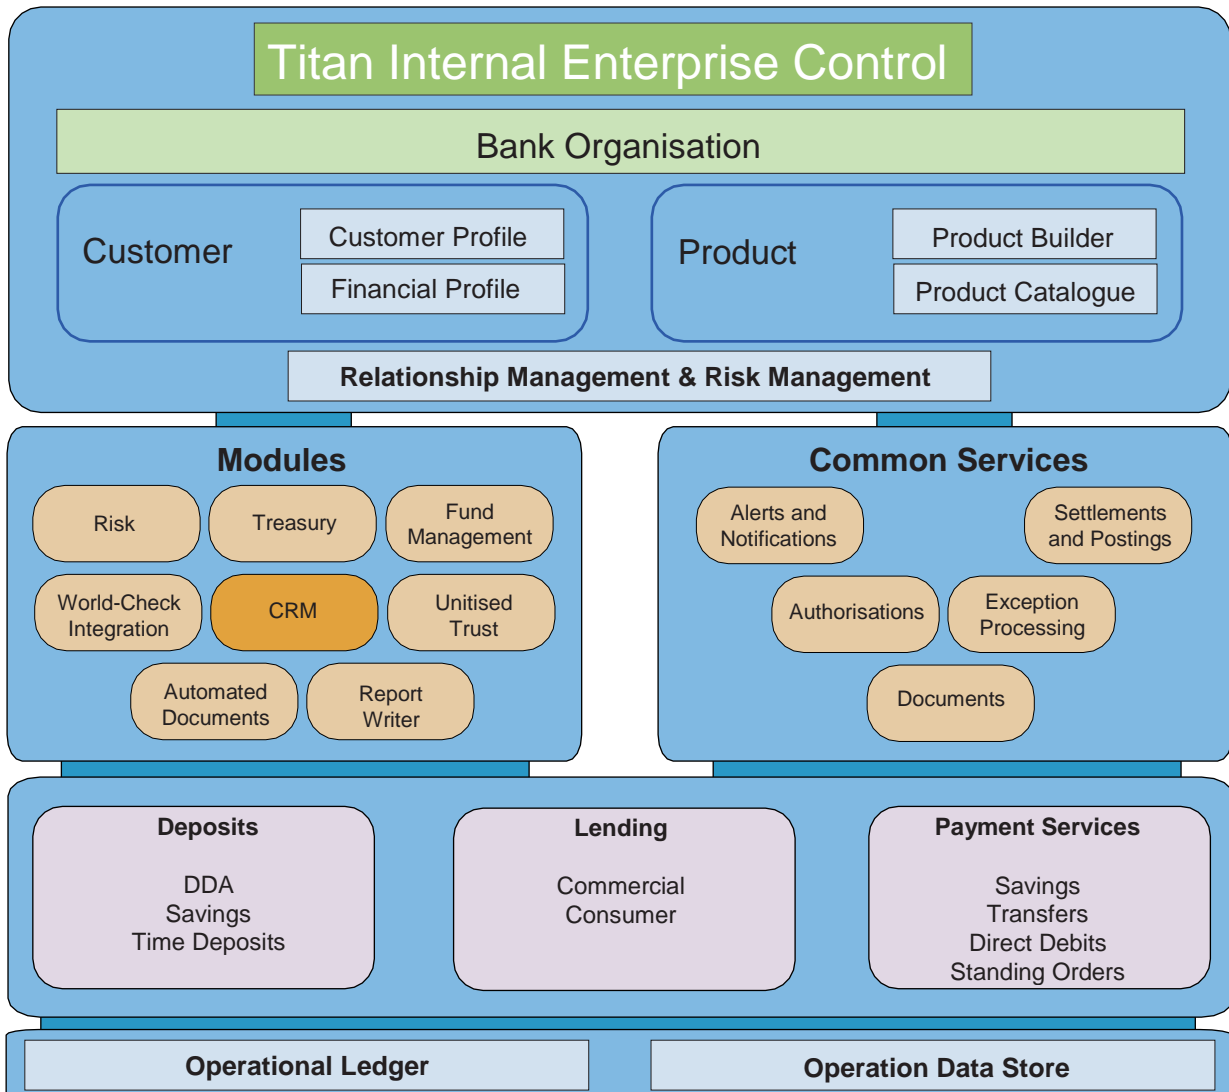 Titan Internal Enterprise Control
Bank Organisation
Customer
Customer Profile
Financial Profile
Product
Product Builder
Product Catalogue
Relationship Management & Risk Management
Modules
Risk
Treasury
Fund
Management
World-Check
Integration
CRM
Unitised
Trust
Automated
Documents
Report
Writer
Common Services
Alerts and
Notifications
Settlements
and Postings
Authorisations
Exception
Processing
Documents
Deposits
DDA
Savings
Time Deposits
Lending
Commercial
Consumer
Payment Services
Savings
Transfers
Direct Debits
Standing Orders
Operational Ledger
Operation Data Store